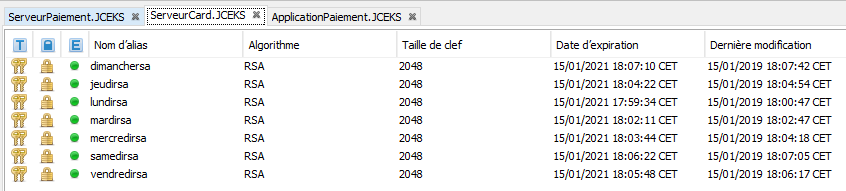 ServeurPaiement.JCEKS ServeurCard.JCEKS ApplicationPaiement.JCEKS
T E Nom d'alias Algorithme Taille de clef Date d'expiration Dernière modification
dimanchersa RSA 2048 15/01/2021 18:07:10 CET 15/01/2019 18:07:42 CET
jeudirsa RSA 2048 15/01/2021 18:04:22 CET 15/01/2019 18:04:54 CET
lundirsa RSA 2048 15/01/2021 17:59:34 CET 15/01/2019 18:00:47 CET
mardirsa RSA 2048 15/01/2021 18:02:11 CET 15/01/2019 18:02:47 CET
mercredirsa RSA 2048 15/01/2021 18:03:44 CET 15/01/2019 18:04:18 CET
samedirsa RSA 2048 15/01/2021 18:06:22 CET 15/01/2019 18:07:05 CET
vendredirsa RSA 2048 15/01/2021 18:05:48 CET 15/01/2019 18:06:17 CET